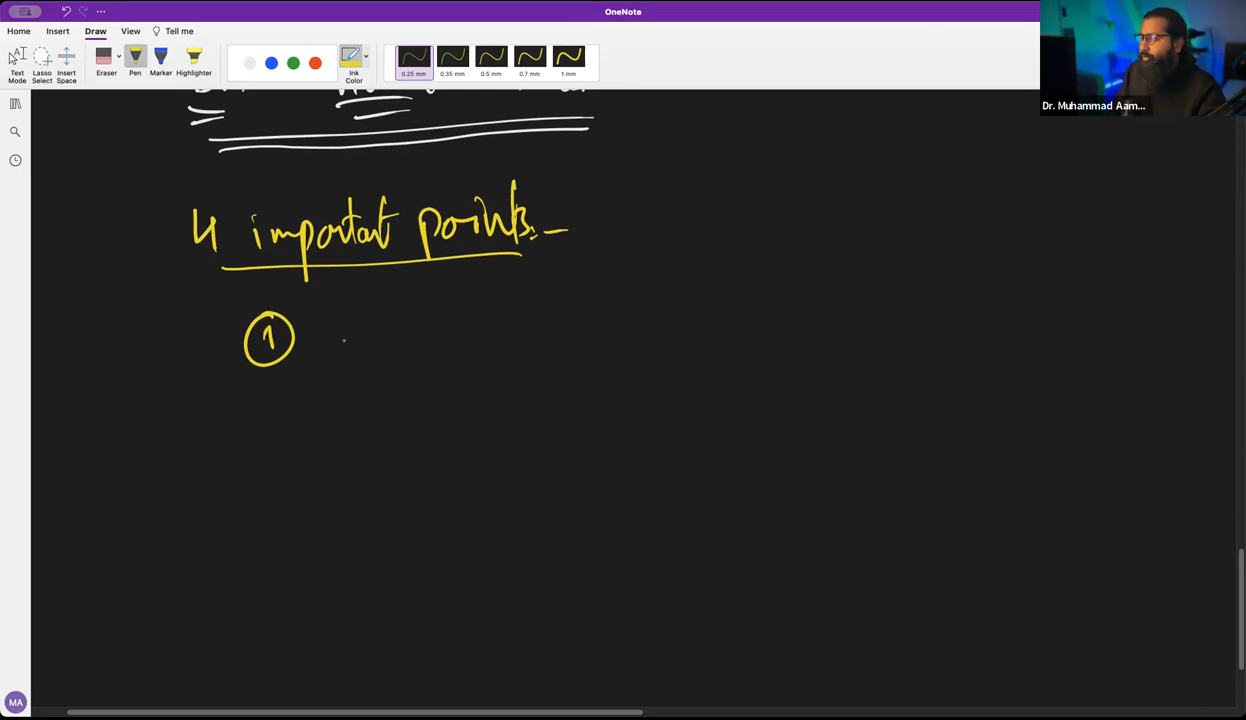 OneNote
Home Insert Draw View Tell me
Text Mode
Lasso Select
Insert Space
Eraser
Pen
Marker
Highlighter
Ink Color
0.25 mm 0.35 mm 0.5 mm 0.7 mm 1 mm
Dr. Muhammad Aam...
4 important points:-
1
MA